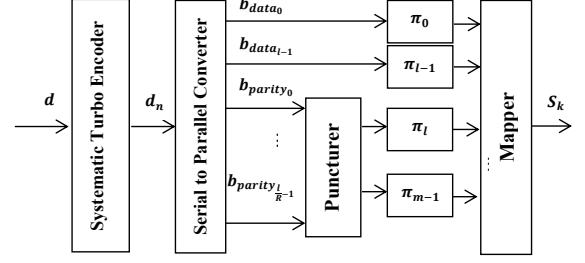 d
Systematic Turbo Encoder
d_n
Serial to Parallel Converter
b_{data_0}
b_{data_{l-1}}
b_{parity_0}
...
b_{parity_{\frac{l}{R}-1}}
Puncturer
π_0
π_{l-1}
π_l
π_{m-1}
...
Mapper
S_k